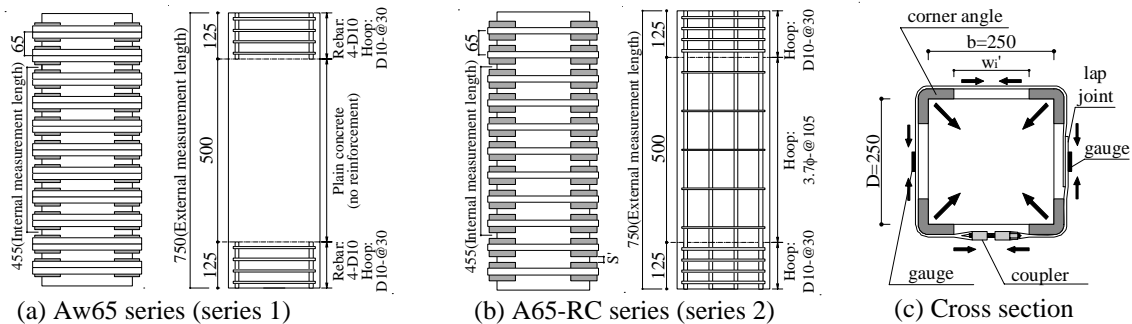 65
455(Internal measurement length)
750(External measurement length)
125
500
125
Rebar:
4-D10
Hoop:
D10-@30
Plain concrete
(no reinforcement)
Rebar:
4-D10
Hoop:
D10-@30
(a) Aw65 series (series 1)
65
455(Internal measurement length)
S'
750(External measurement length)
125
500
125
Hoop:
D10-@30
Hoop:
3.7ϕ-@105
Hoop:
D10-@30
(b) A65-RC series (series 2)
corner angle
b=250
wi'
lap
joint
gauge
D=250
gauge
coupler
(c) Cross section